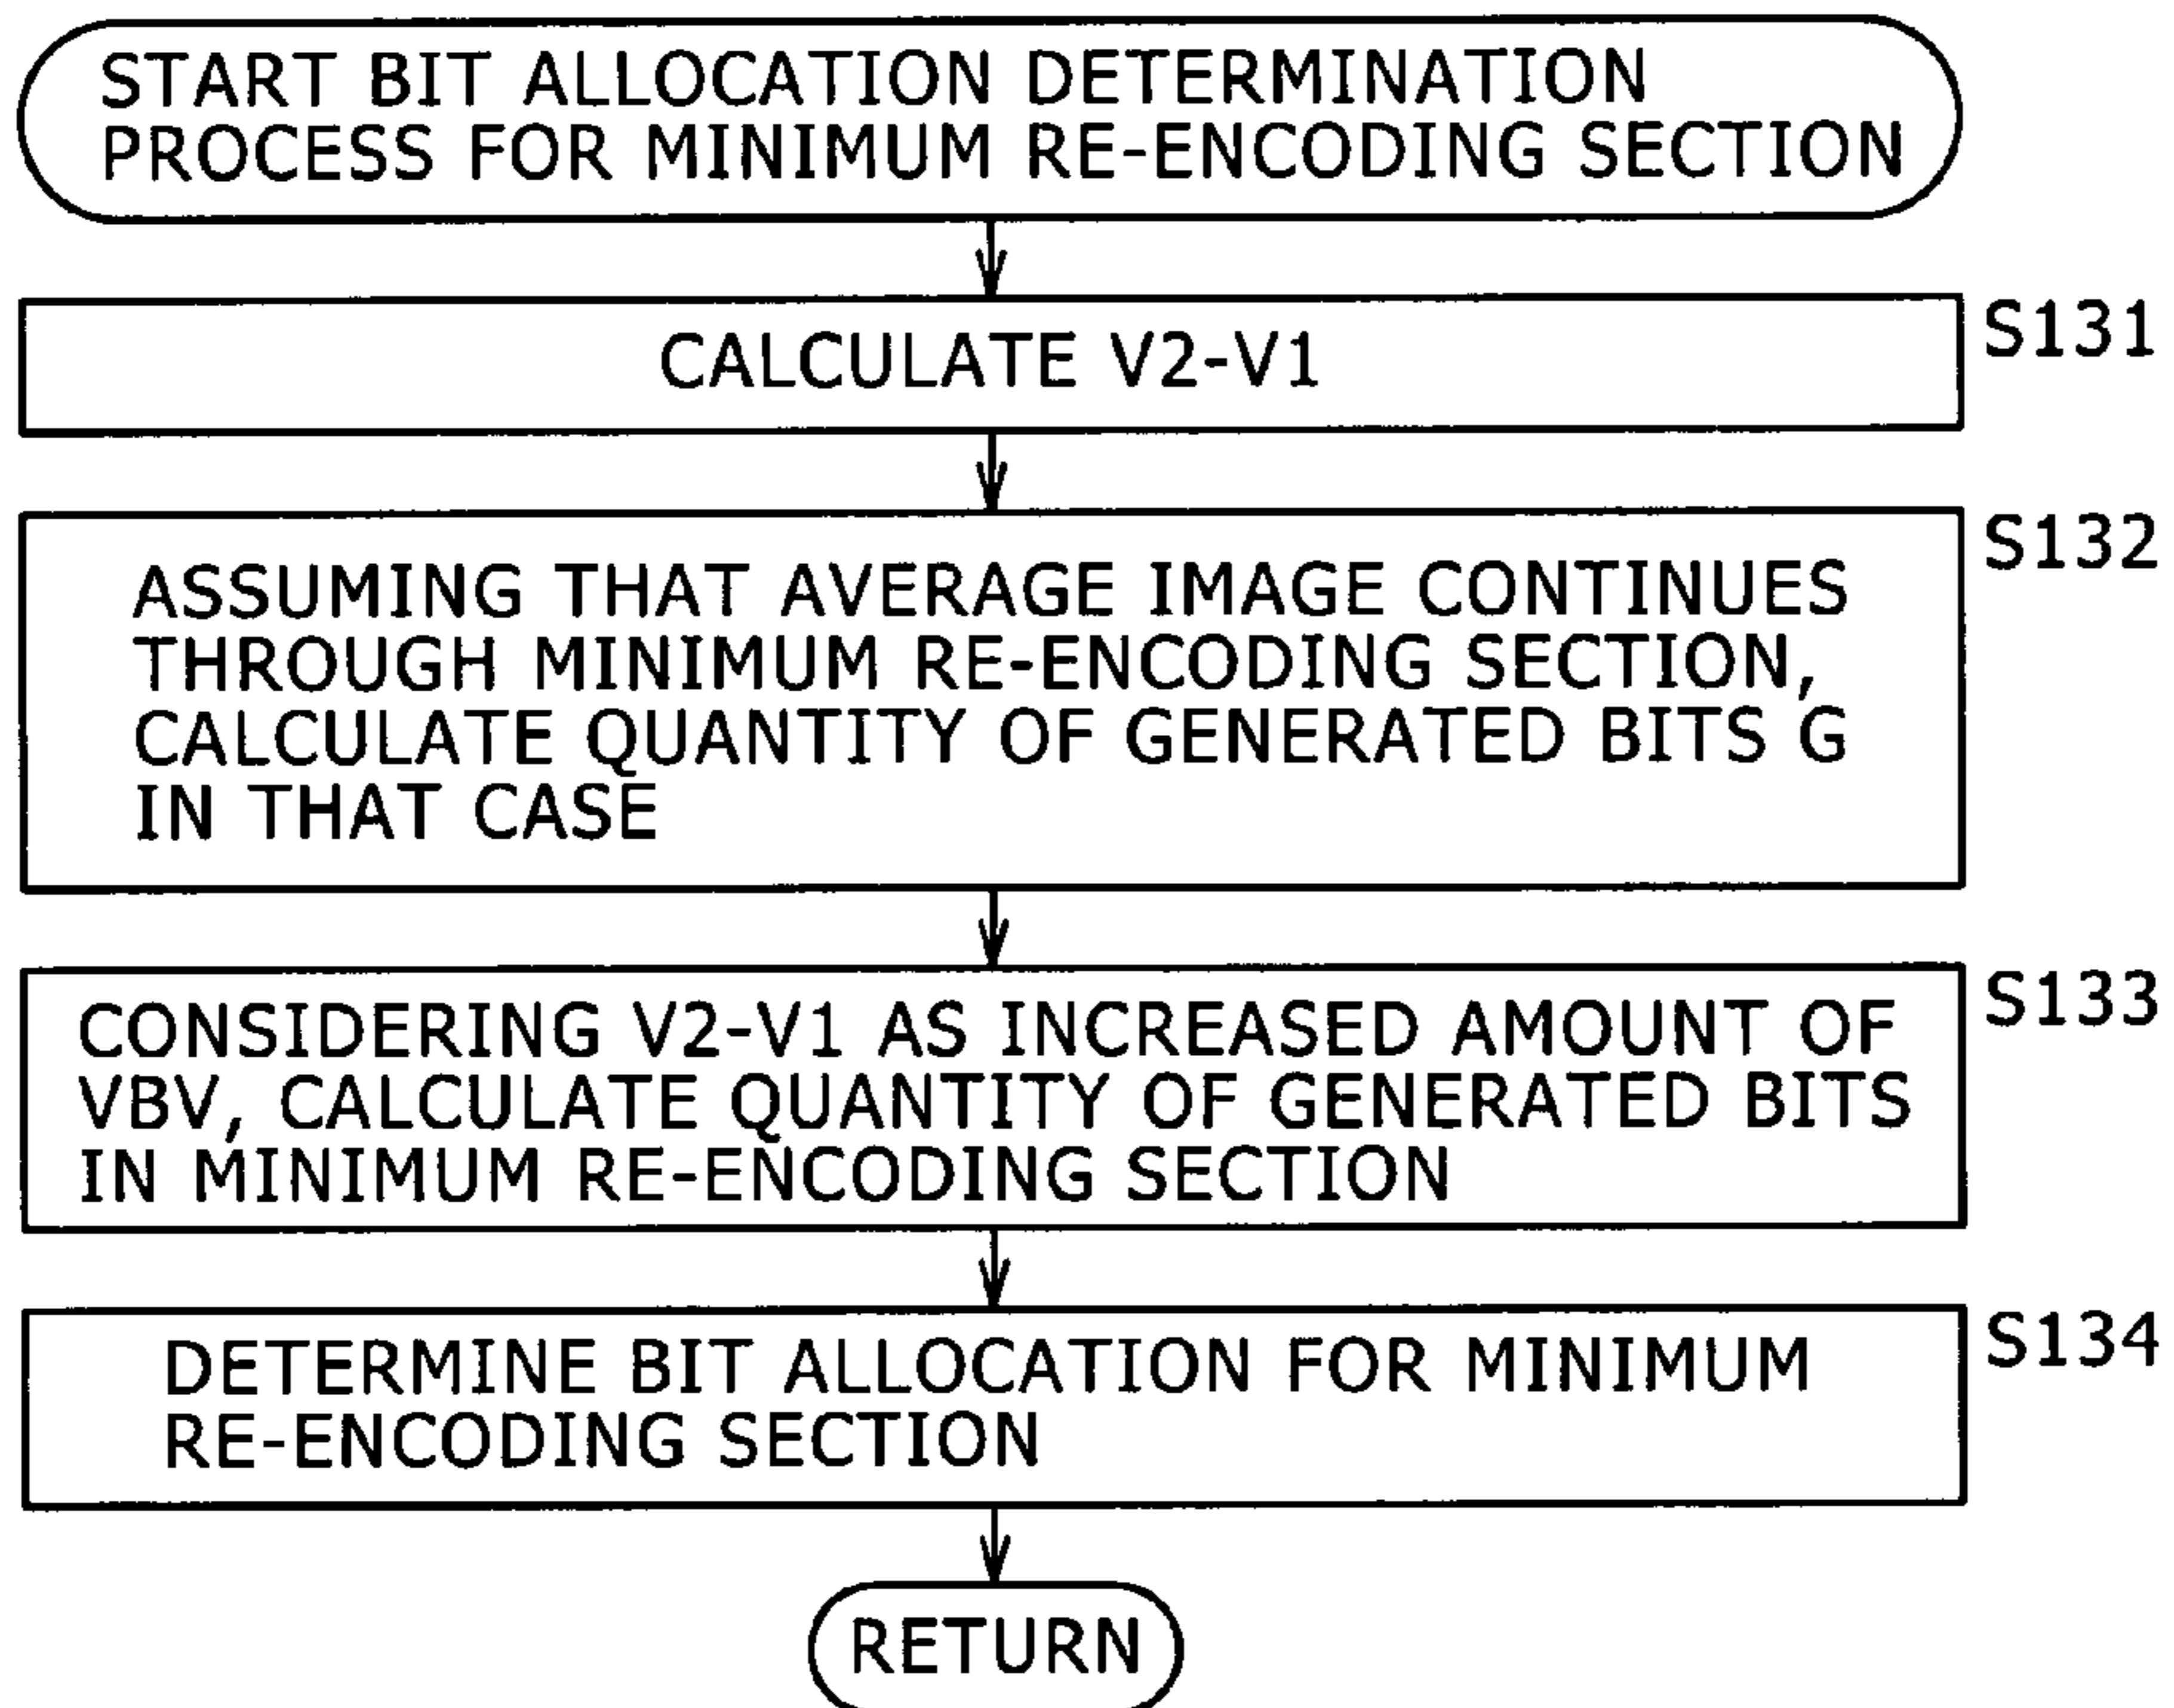 START BIT ALLOCATION DETERMINATION
PROCESS FOR MINIMUM RE-ENCODING SECTION
CALCULATE V2-V1
S131
ASSUMING THAT AVERAGE IMAGE CONTINUES
THROUGH MINIMUM RE-ENCODING SECTION,
CALCULATE QUANTITY OF GENERATED BITS G
IN THAT CASE
S132
CONSIDERING V2-V1 AS INCREASED AMOUNT OF
VBV, CALCULATE QUANTITY OF GENERATED BITS
IN MINIMUM RE-ENCODING SECTION
S133
DETERMINE BIT ALLOCATION FOR MINIMUM
RE-ENCODING SECTION
S134
RETURN